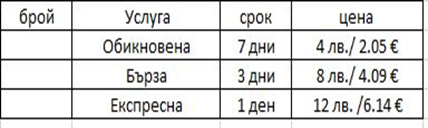 брой Услуга срок цена
Обикновена 7 дни 4 лв./ 2.05 €
Бърза 3 дни 8 лв./ 4.09 €
Експресна 1 ден 12 лв. /6.14 €